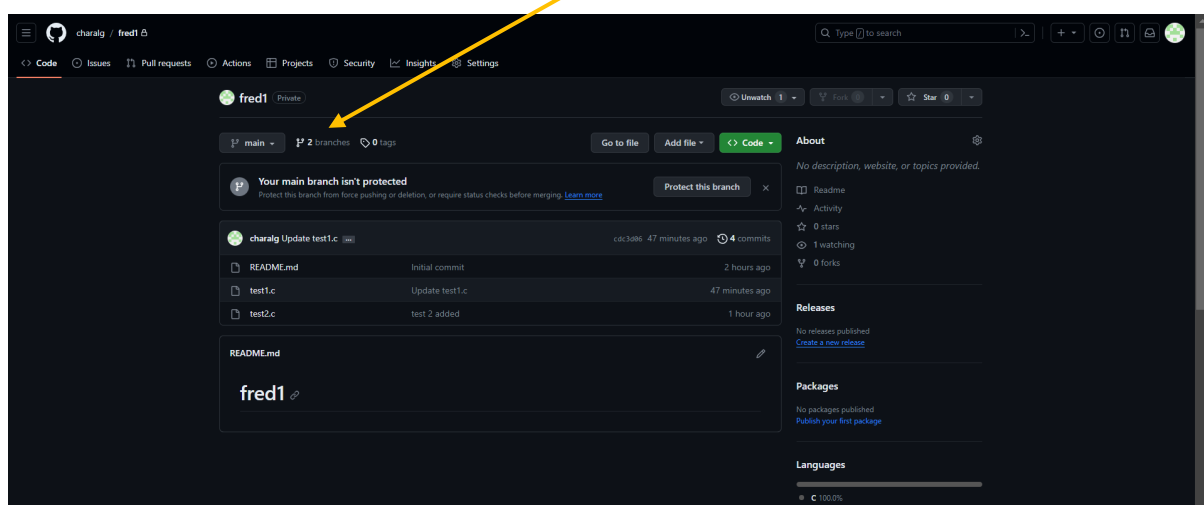 charalg / fred1
Type / to search
Code Issues Pull requests Actions Projects Security Insights Settings
fred1 Private
Unwatch 1 Fork 0 Star 0
main 2 branches 0 tags
Go to file Add file Code
Your main branch isn't protected
Protect this branch from force pushing or deletion, or require status checks before merging. Learn more
Protect this branch
charalg Update test1.c ... cdc3d06 47 minutes ago 4 commits
README.md Initial commit 2 hours ago
test1.c Update test1.c 47 minutes ago
test2.c test 2 added 1 hour ago
README.md
fred1
About
No description, website, or topics provided.
Readme
Activity
0 stars
1 watching
0 forks
Releases
No releases published
Create a new release
Packages
No packages published
Publish your first package
Languages
C 100.0%